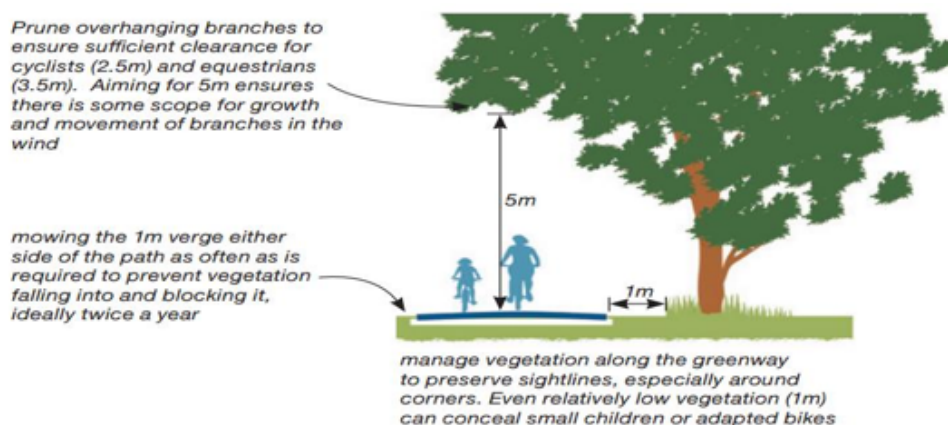 Prune overhanging branches to
ensure sufficient clearance for
cyclists (2.5m) and equestrians
(3.5m). Aiming for 5m ensures
there is some scope for growth
and movement of branches in the
wind
5m
mowing the 1m verge either
side of the path as often as is
required to prevent vegetation
falling into and blocking it,
ideally twice a year
1m
manage vegetation along the greenway
to preserve sightlines, especially around
corners. Even relatively low vegetation (1m)
can conceal small children or adapted bikes